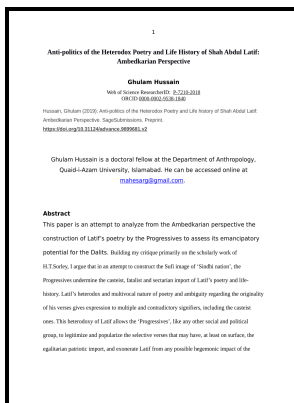 1
Anti-politics of the Heterodox Poetry and Life History of Shah Abdul Latif:
Ambedkarian Perspective
Ghulam Hussain
Web of Science ResearcherID: P-7210-2018
ORCID 0000-0002-9538-1840
Hussain, Ghulam (2019): Anti-politics of the Heterodox Poetry and Life history of Shah Abdul Latif:
Ambedkarian Perspective. SageSubmissions. Preprint.
https://doi.org/10.31124/advance.9899681.v2
Ghulam Hussain is a doctoral fellow at the Department of Anthropology,
Quaid-i-Azam University, Islamabad. He can be accessed online at
mahesarg@gmail.com.
Abstract
This paper is an attempt to analyze from the Ambedkarian perspective the
construction of Latif's poetry by the Progressives to assess its emancipatory
potential for the Dalits. Building my critique primarily on the scholarly work of
H.T.Sorley, I argue that in an attempt to construct the Sufi image of 'Sindhi nation', the
Progressives undermine the casteist, fatalist and sectarian import of Latif's poetry and life-
history. Latif's heterodox and multivocal nature of poetry and ambiguity regarding the originality
of his verses gives expression to multiple and contradictory signifiers, including the casteist
ones. This heterodoxy of Latif allows the 'Progressives', like any other social and political
group, to legitimize and popularize the selective verses that may have, at least on surface, the
egalitarian patriotic import, and exonerate Latif from any possible hegemonic impact of the